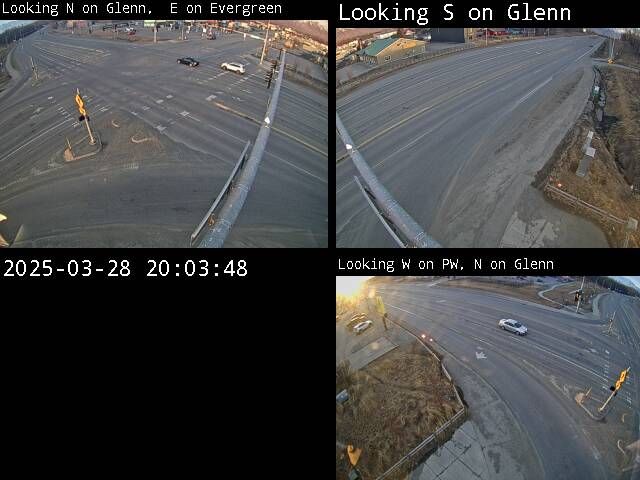 Looking N on Glenn,  E on Evergreen
Looking S on Glenn
2025-03-28 20:03:48
Looking W on PW, N on Glenn